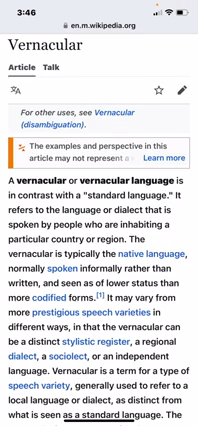 3:46
en.m.wikipedia.org
Vernacular
Article Talk
For other uses, see Vernacular
(disambiguation).
The examples and perspective in this
article may not represent a Learn more
A vernacular or vernacular language is
in contrast with a "standard language." It
refers to the language or dialect that is
spoken by people who are inhabiting a
particular country or region. The
vernacular is typically the native language,
normally spoken informally rather than
written, and seen as of lower status than
more codified forms.[1] It may vary from
more prestigious speech varieties in
different ways, in that the vernacular can
be a distinct stylistic register, a regional
dialect, a sociolect, or an independent
language. Vernacular is a term for a type of
speech variety, generally used to refer to a
local language or dialect, as distinct from
what is seen as a standard language. The